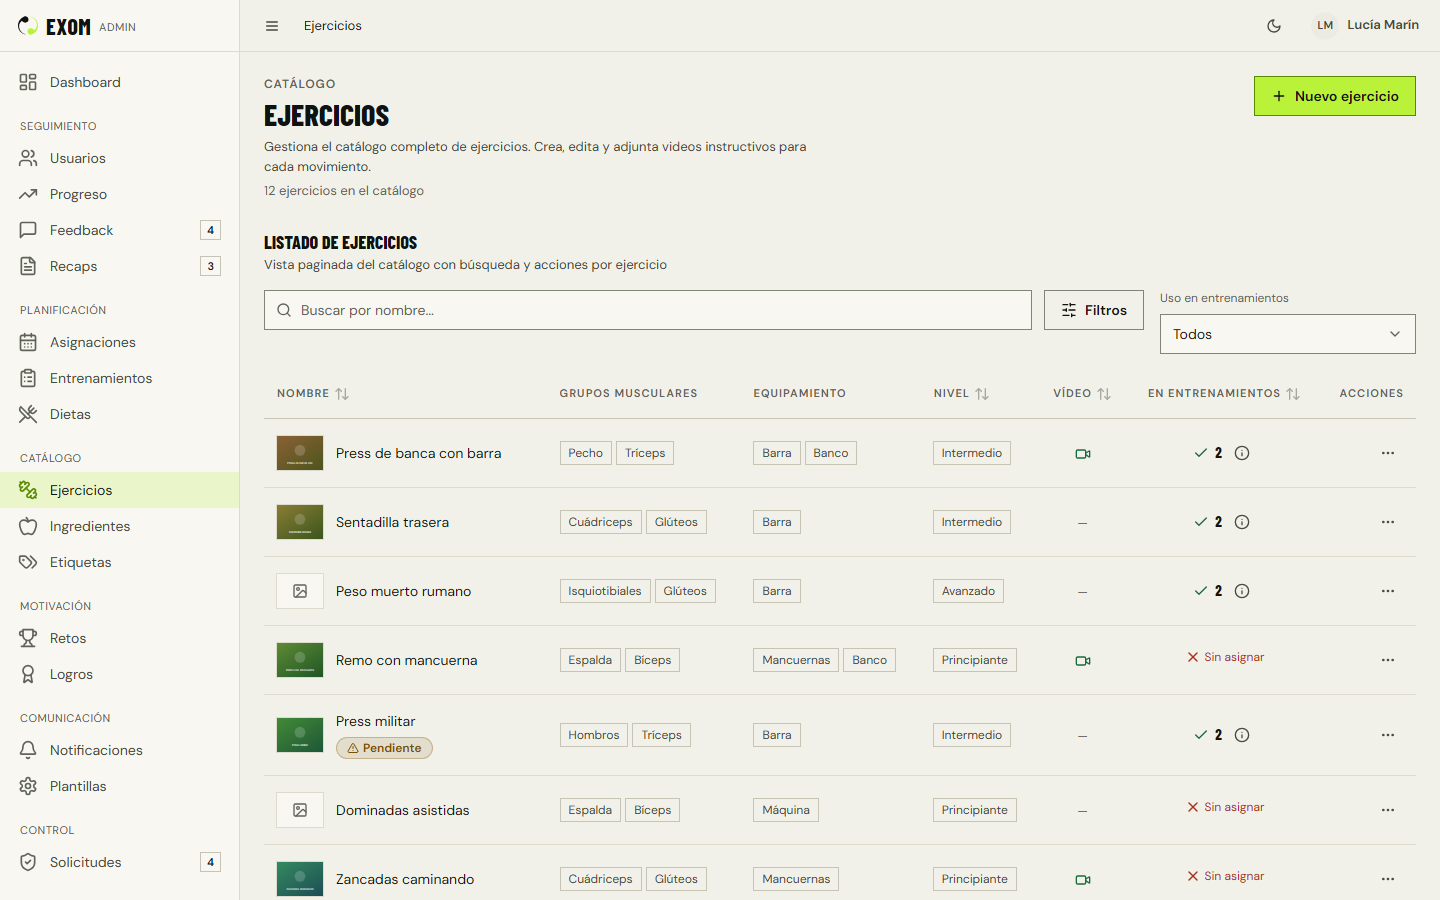 EXOM ADMIN
Ejercicios
LM Lucía Marín
Dashboard
SEGUIMIENTO
Usuarios
Progreso
Feedback 4
Recaps 3
PLANIFICACIÓN
Asignaciones
Entrenamientos
Dietas
CATÁLOGO
Ejercicios
Ingredientes
Etiquetas
MOTIVACIÓN
Retos
Logros
COMUNICACIÓN
Notificaciones
Plantillas
CONTROL
Solicitudes 4
CATÁLOGO
EJERCICIOS
Gestiona el catálogo completo de ejercicios. Crea, edita y adjunta videos instructivos para
cada movimiento.
12 ejercicios en el catálogo
Nuevo ejercicio
LISTADO DE EJERCICIOS
Vista paginada del catálogo con búsqueda y acciones por ejercicio
Buscar por nombre...
Filtros
Uso en entrenamientos
Todos
NOMBRE GRUPOS MUSCULARES EQUIPAMIENTO NIVEL VÍDEO EN ENTRENAMIENTOS ACCIONES
Press de banca con barra Pecho Tríceps Barra Banco Intermedio 2
Sentadilla trasera Cuádriceps Glúteos Barra Intermedio – 2
Peso muerto rumano Isquiotibiales Glúteos Barra Avanzado – 2
Remo con mancuerna Espalda Bíceps Mancuernas Banco Principiante Sin asignar
Press militar Hombros Tríceps Barra Intermedio – 2
Pendiente
Dominadas asistidas Espalda Bíceps Máquina Principiante – Sin asignar
Zancadas caminando Cuádriceps Glúteos Mancuernas Principiante Sin asignar